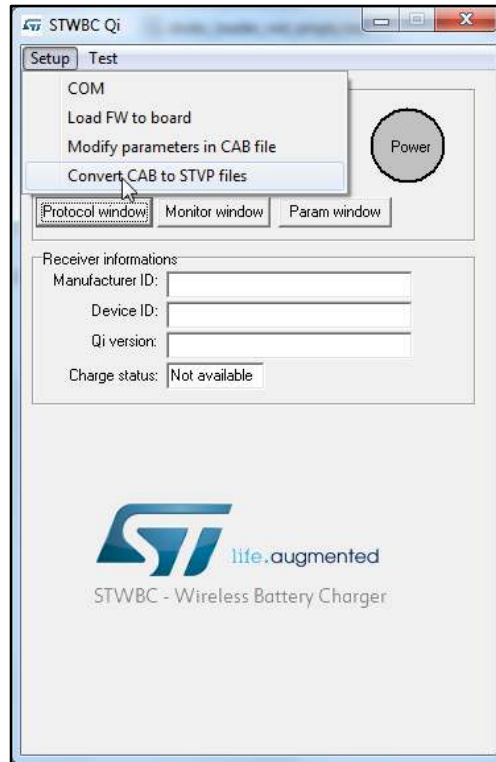 STWBC Qi
Setup Test
COM
Load FW to board
Modify parameters in CAB file
Convert CAB to STVP files
Power
Protocol window Monitor window Param window
Receiver informations
Manufacturer ID:
Device ID:
Qi version:
Charge status: Not available
ST life.augmented
STWBC - Wireless Battery Charger